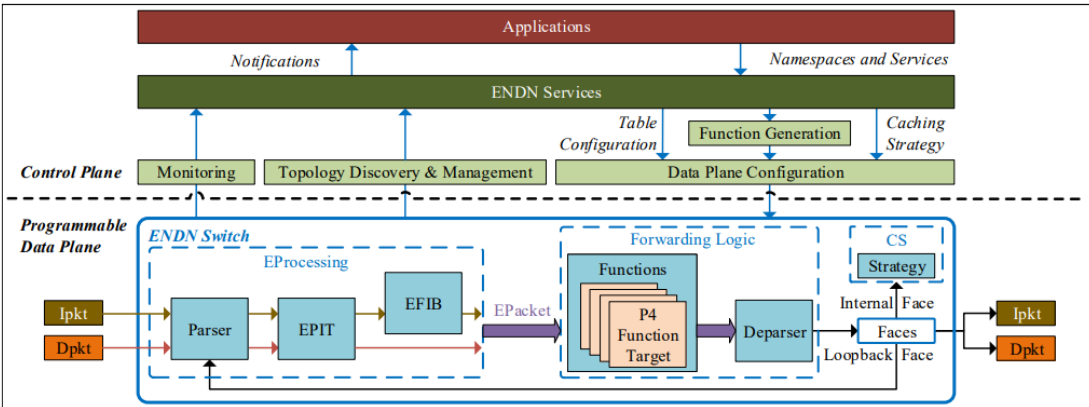 Applications
Notifications
Namespaces and Services
ENDN Services
Table
Configuration
Function Generation
Caching
Strategy
Control Plane
Monitoring
Topology Discovery & Management
Data Plane Configuration
Programmable
Data Plane
ENDN Switch
EProcessing
Forwarding Logic
CS
Strategy
Functions
EFIB
EPacket
Internal Face
Ipkt
Parser
EPIT
P4
Function
Target
Deparser
Faces
Ipkt
Dpkt
Loopback Face
Dpkt